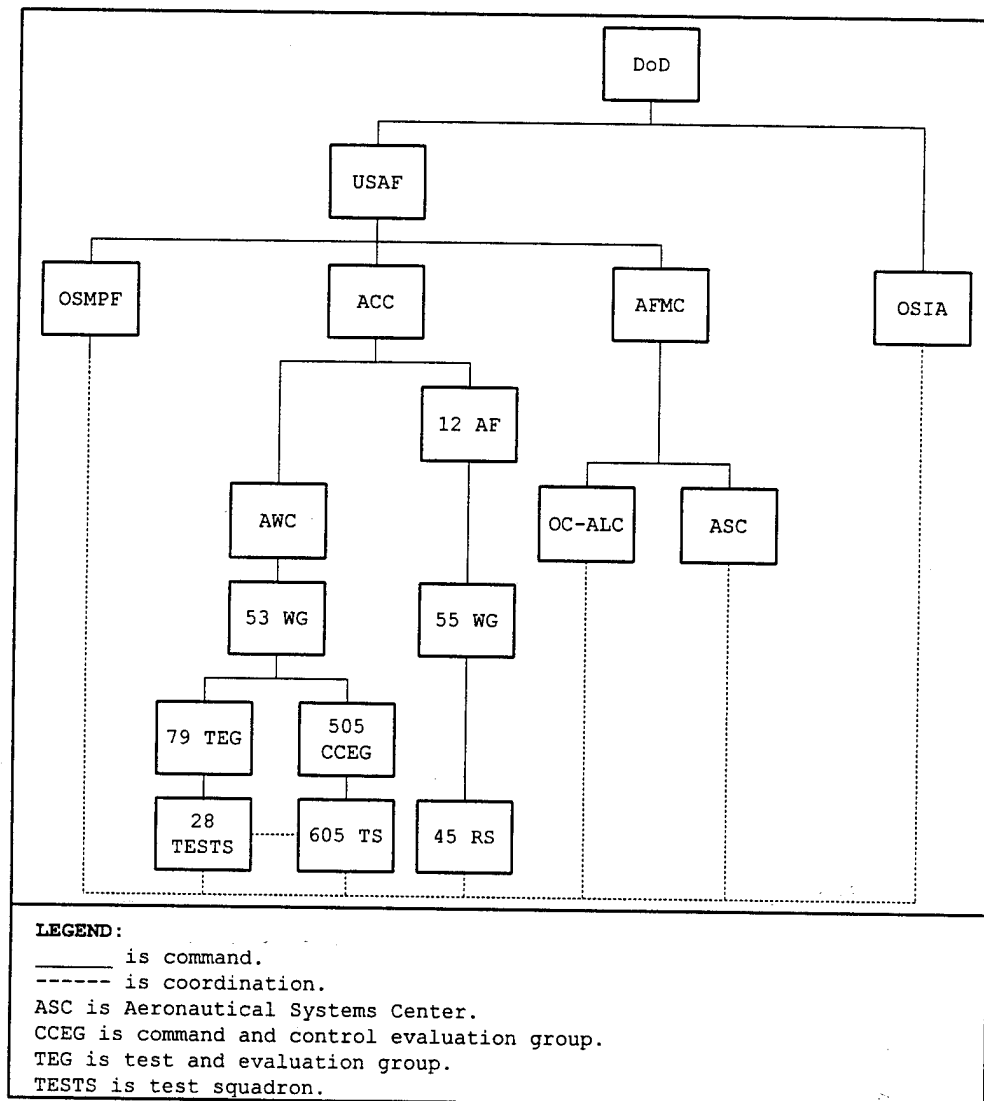 DoD
USAF
OSMPF
ACC
AFMC
OSIA
12 AF
AWC
OC-ALC
ASC
53 WG
55 WG
79 TEG
505
CCEG
28
TESTS
605 TS
45 RS
LEGEND:
________ is command.
------ is coordination.
ASC is Aeronautical Systems Center.
CCEG is command and control evaluation group.
TEG is test and evaluation group.
TESTS is test squadron.